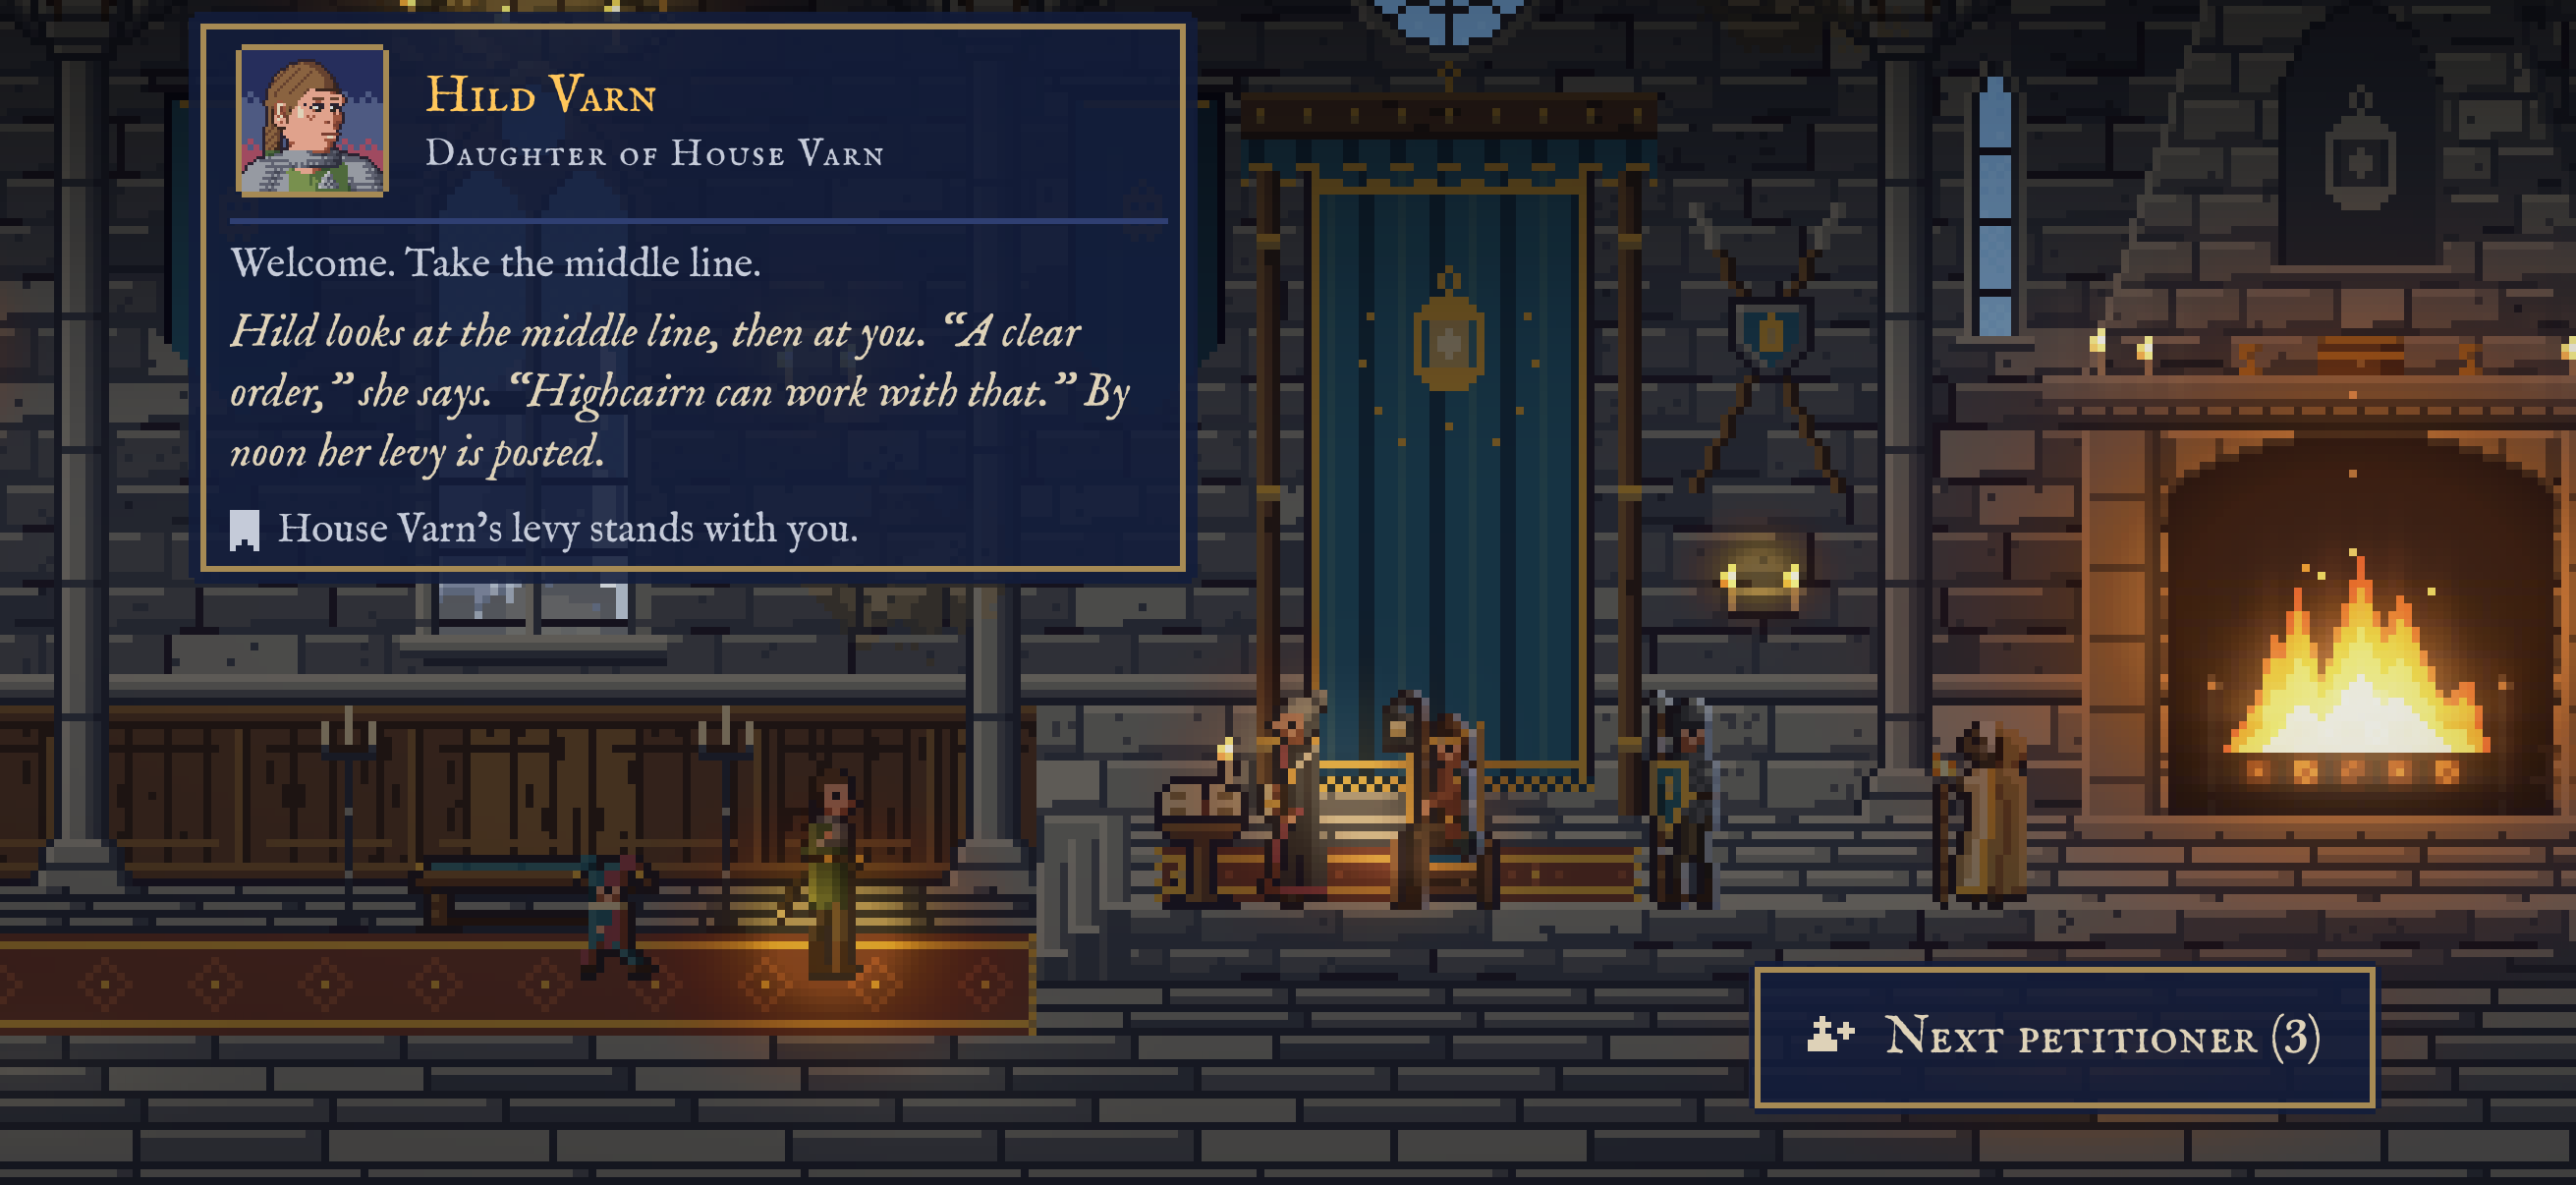 Hild Varn
Daughter of House Varn
Welcome. Take the middle line.
Hild looks at the middle line, then at you. “A clear
order,” she says. “Highcairn can work with that.” By
noon her levy is posted.
House Varn’s levy stands with you.
Next petitioner (3)